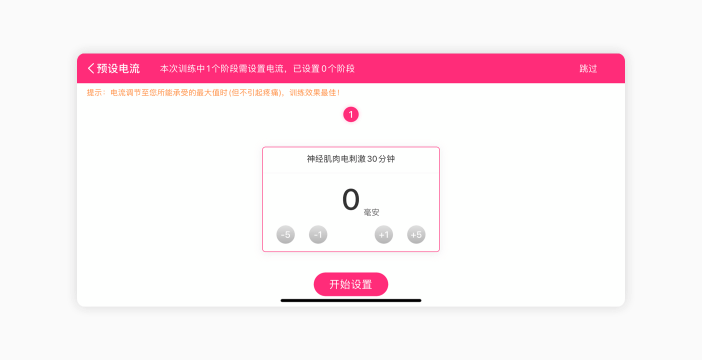 预设电流
本次训练中1个阶段需设置电流，已设置0个阶段
跳过
提示：电流调节至您所能承受的最大值时(但不引起疼痛)，训练效果最佳！
1
神经肌肉电刺激30分钟
0 毫安
-5 -1 +1 +5
开始设置